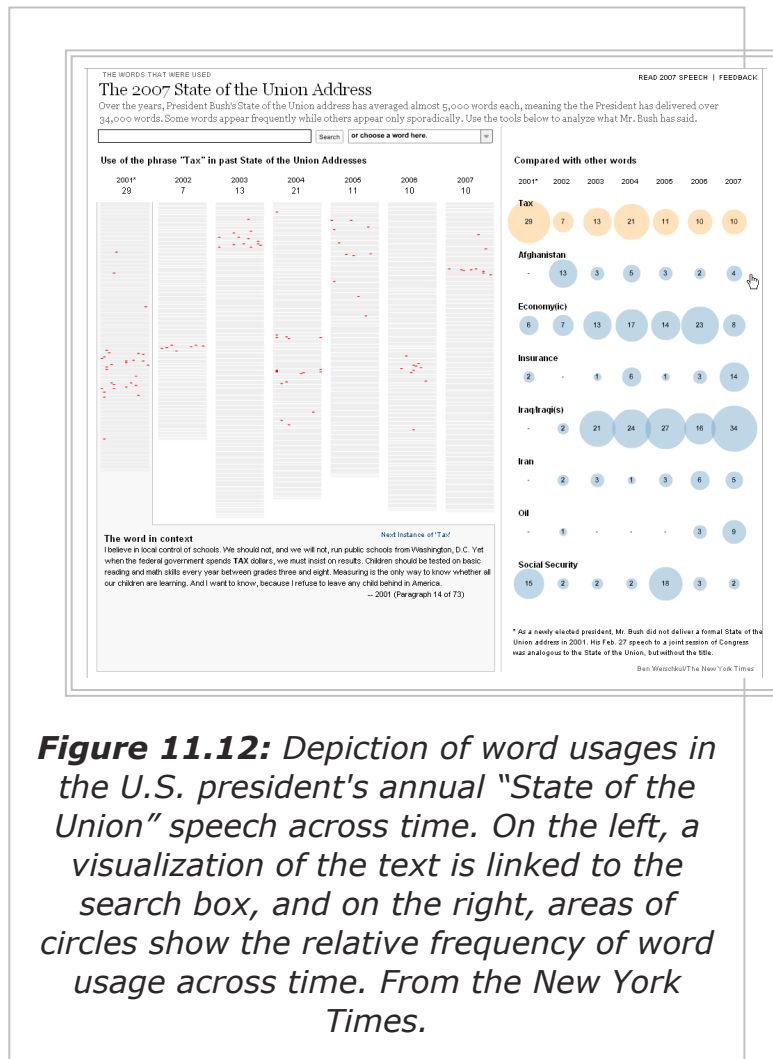 THE WORDS THAT WERE USED
READ 2007 SPEECH | FEEDBACK
The 2007 State of the Union Address
Over the years, President Bush's State of the Union address has averaged almost 5,000 words each, meaning the the President has delivered over
34,000 words. Some words appear frequently while others appear only sporadically. Use the tools below to analyze what Mr. Bush has said.
Search
or choose a word here.
Use of the phrase "Tax" in past State of the Union Addresses
2001* 2002 2003 2004 2005 2006 2007
29 7 13 21 11 10 10
The word in context
Next Instance of 'Tax'
I believe in local control of schools. We should not, and we will not, run public schools from Washington, D.C. Yet
when the federal government spends TAX dollars, we must insist on results. Children should be tested on basic
reading and math skills every year between grades three and eight. Measuring is the only way to know whether all
our children are learning. And I want to know, because I refuse to leave any child behind in America.
-- 2001 (Paragraph 14 of 73)
Compared with other words
2001* 2002 2003 2004 2005 2006 2007
Tax
29 7 13 21 11 10 10
Afghanistan
- 13 3 5 3 2 4
Economy(ic)
6 7 13 17 14 23 8
Insurance
2 - 1 6 1 3 14
Iraq/Iraqi(s)
- 2 21 24 27 16 34
Iran
- 2 3 1 3 6 5
Oil
- 1 - - - 3 9
Social Security
15 2 2 2 18 3 2
* As a newly elected president, Mr. Bush did not deliver a formal State of the
Union address in 2001. His Feb. 27 speech to a joint session of Congress
was analogous to the State of the Union, but without the title.
Ben Werschkul/The New York Times
Figure 11.12: Depiction of word usages in
the U.S. president's annual “State of the
Union” speech across time. On the left, a
visualization of the text is linked to the
search box, and on the right, areas of
circles show the relative frequency of word
usage across time. From the New York
Times.